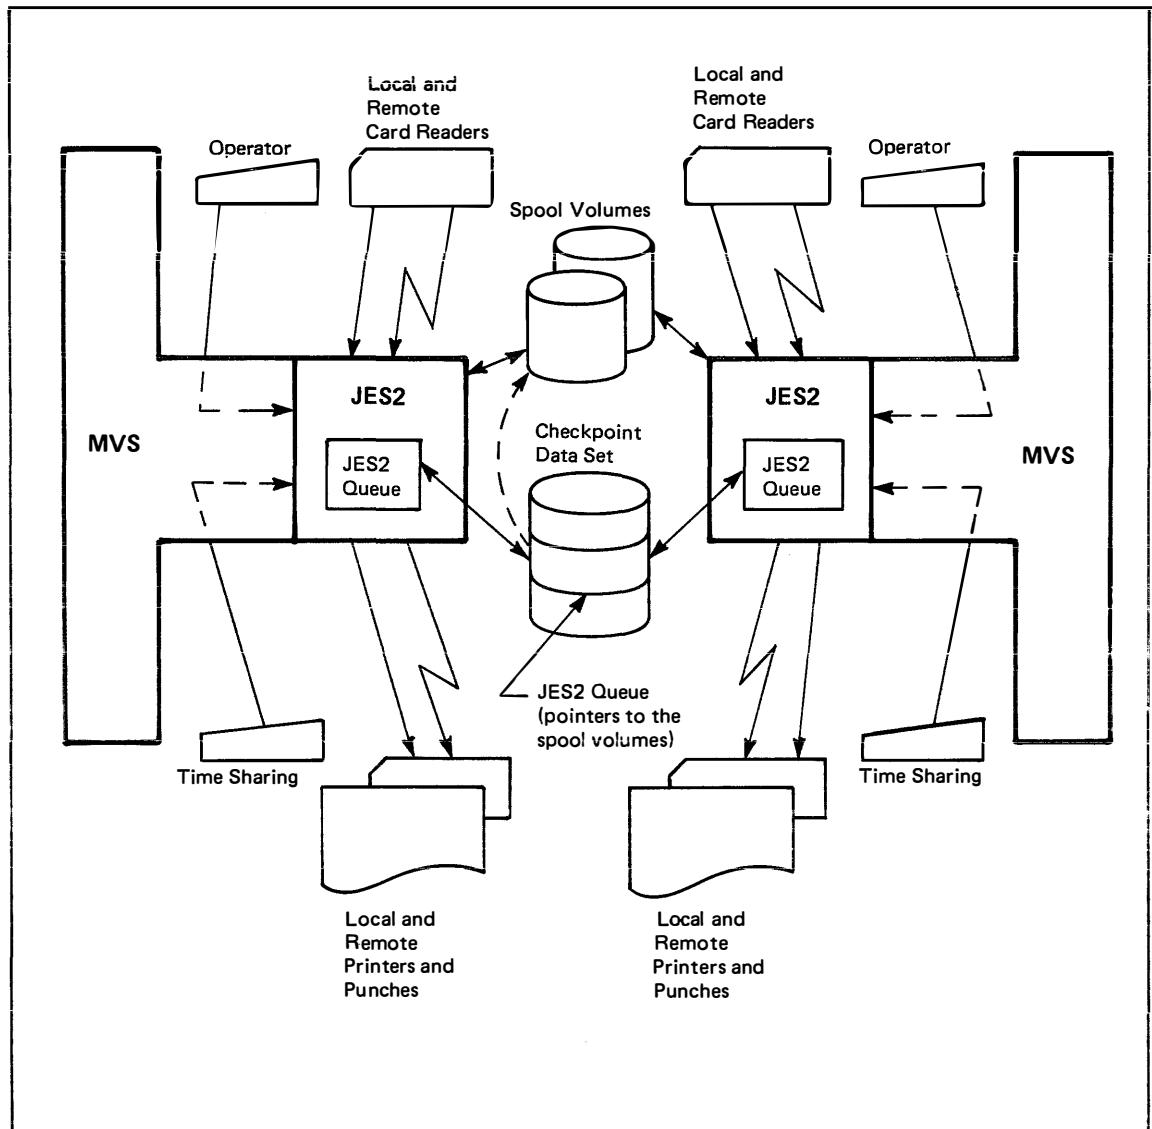 Local and
Remote
Card Readers
Local and
Remote
Card Readers
Operator
Operator
Spool Volumes
JES2
JES2
MVS
MVS
JES2
Queue
Checkpoint
Data Set
JES2
Queue
JES2 Queue
(pointers to the
spool volumes)
Time Sharing
Time Sharing
Local and
Remote
Printers and
Punches
Local and
Remote
Printers and
Punches